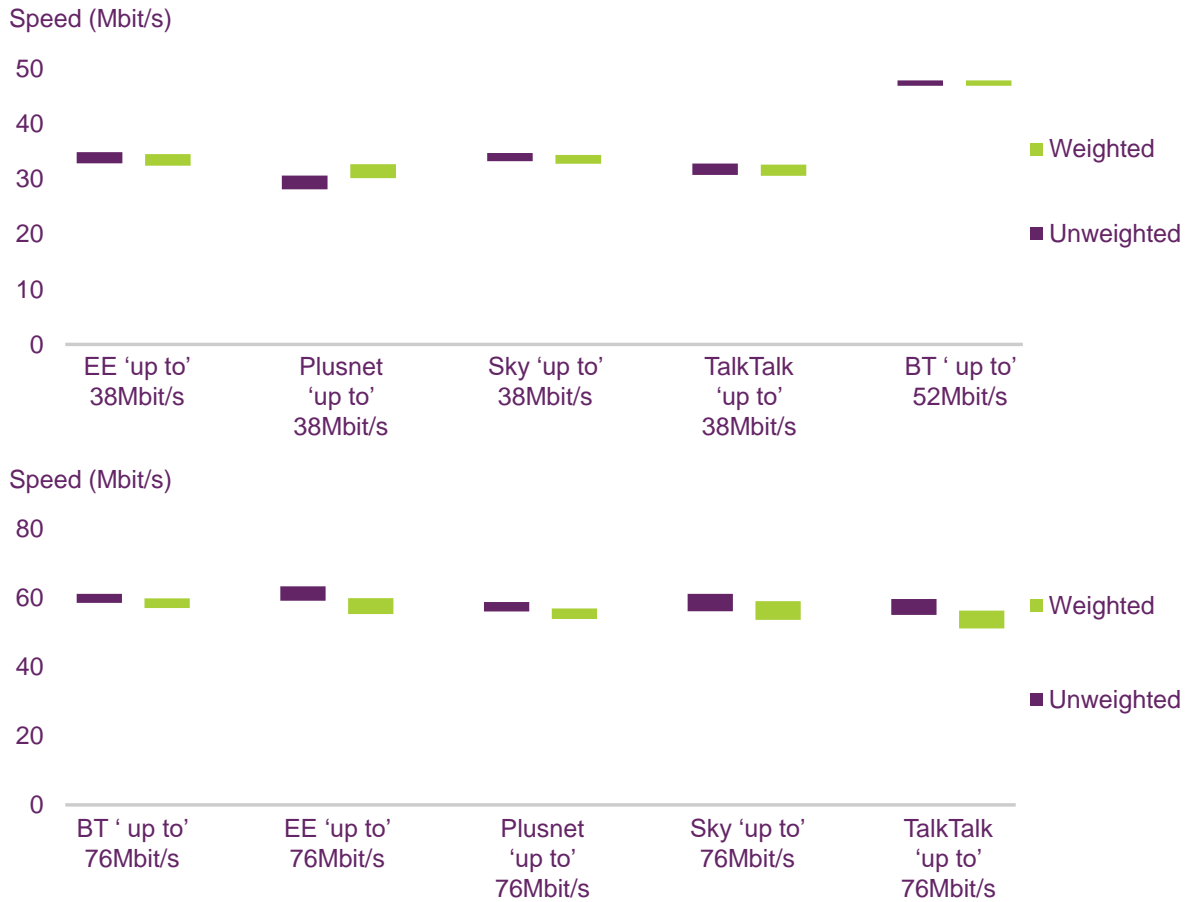 Speed (Mbit/s)
50
40
30
20
10
0
EE ‘up to’
38Mbit/s
Plusnet
‘up to’
38Mbit/s
Sky ‘up to’
38Mbit/s
TalkTalk
‘up to’
38Mbit/s
BT ‘ up to’
52Mbit/s
Weighted
Unweighted
Speed (Mbit/s)
80
60
40
20
0
BT ‘ up to’
76Mbit/s
EE ‘up to’
76Mbit/s
Plusnet
‘up to’
76Mbit/s
Sky ‘up to’
76Mbit/s
TalkTalk
‘up to’
76Mbit/s
Weighted
Unweighted